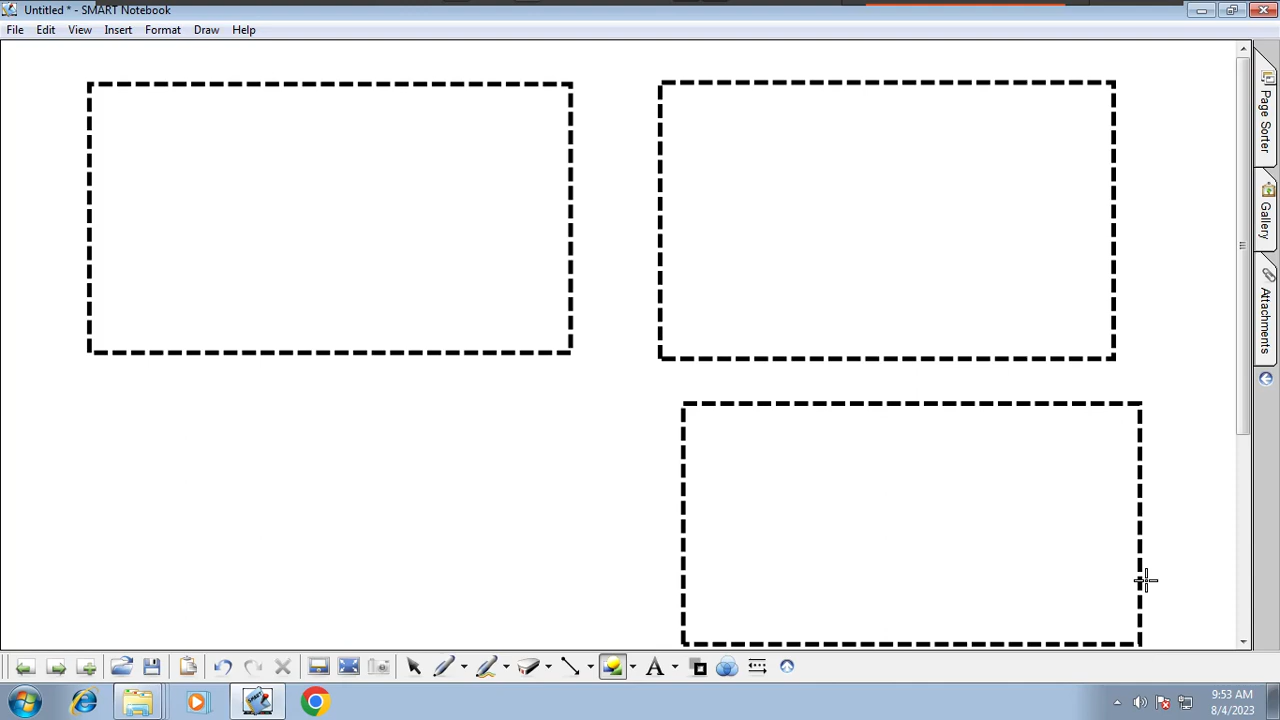 Untitled * - SMART Notebook
File Edit View Insert Format Draw Help
Page Sorter
Gallery
Attachments
A
9:53 AM
8/4/2023